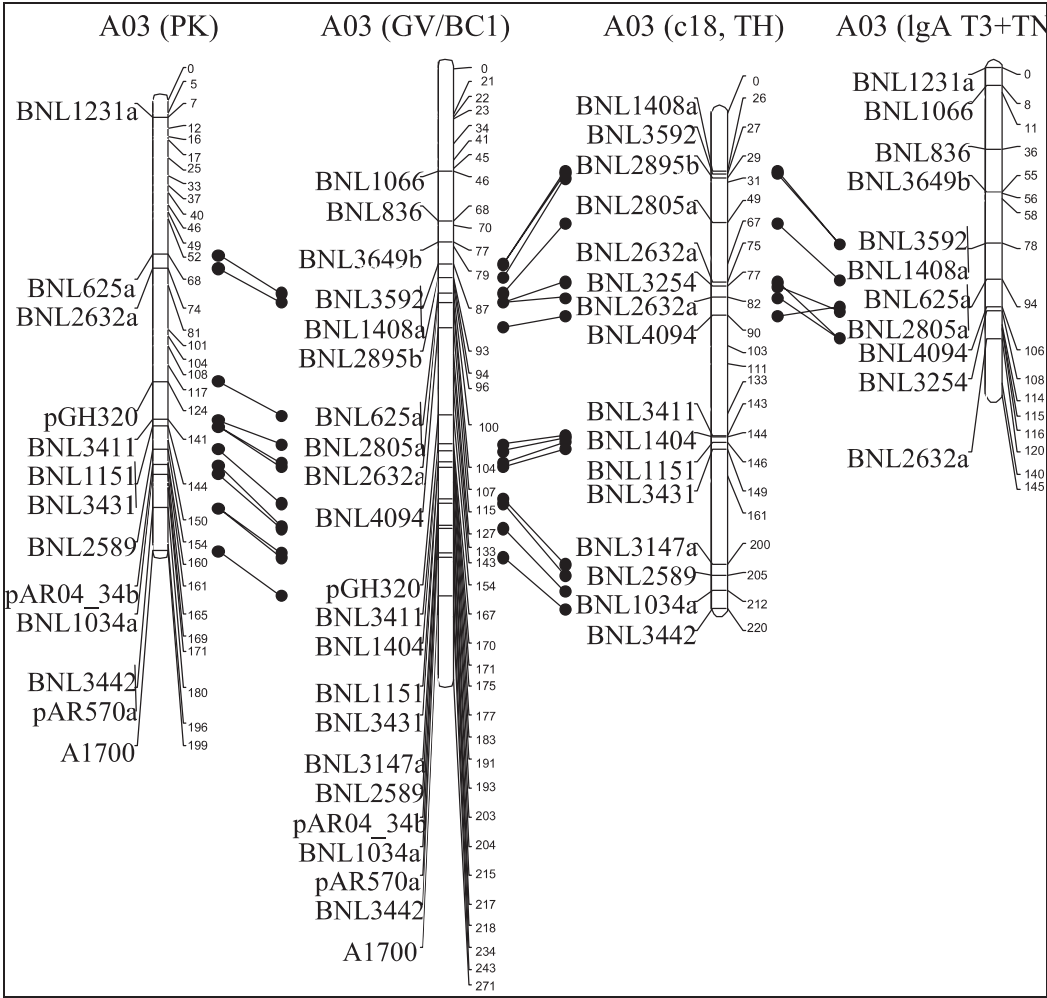 A03 (PK)
A03 (GV/BC1)
A03 (c18, TH)
A03 (lgA T3+TN
BNL1231a
BNL625a
BNL2632a
pGH320
BNL3411
BNL1151
BNL3431
BNL2589
pAR04_34b
BNL1034a
BNL3442
pAR570a
A1700
0
5
7
12
16
17
25
33
37
40
46
49
52
68
74
81
101
104
108
117
124
141
144
150
154
160
161
165
169
171
180
196
199
BNL1066
BNL836
BNL3649b
BNL3592
BNL1408a
BNL2895b
BNL625a
BNL2805a
BNL2632a
BNL4094
pGH320
BNL3411
BNL1404
BNL1151
BNL3431
BNL3147a
BNL2589
pAR04_34b
BNL1034a
pAR570a
BNL3442
A1700
0
21
22
23
34
41
45
46
68
70
77
79
87
93
94
96
100
104
107
115
127
133
143
154
167
170
171
175
177
183
191
193
203
204
215
217
218
234
243
271
BNL1408a
BNL3592
BNL2895b
BNL2805a
BNL2632a
BNL3254
BNL2632a
BNL4094
BNL3411
BNL1404
BNL1151
BNL3431
BNL3147a
BNL2589
BNL1034a
BNL3442
0
26
27
29
31
49
67
75
77
82
90
103
111
133
143
144
146
149
161
200
205
212
220
BNL1231a
BNL1066
BNL836
BNL3649b
BNL3592
BNL1408a
BNL625a
BNL2805a
BNL4094
BNL3254
BNL2632a
0
8
11
36
55
56
58
78
94
106
108
114
115
116
120
140
145